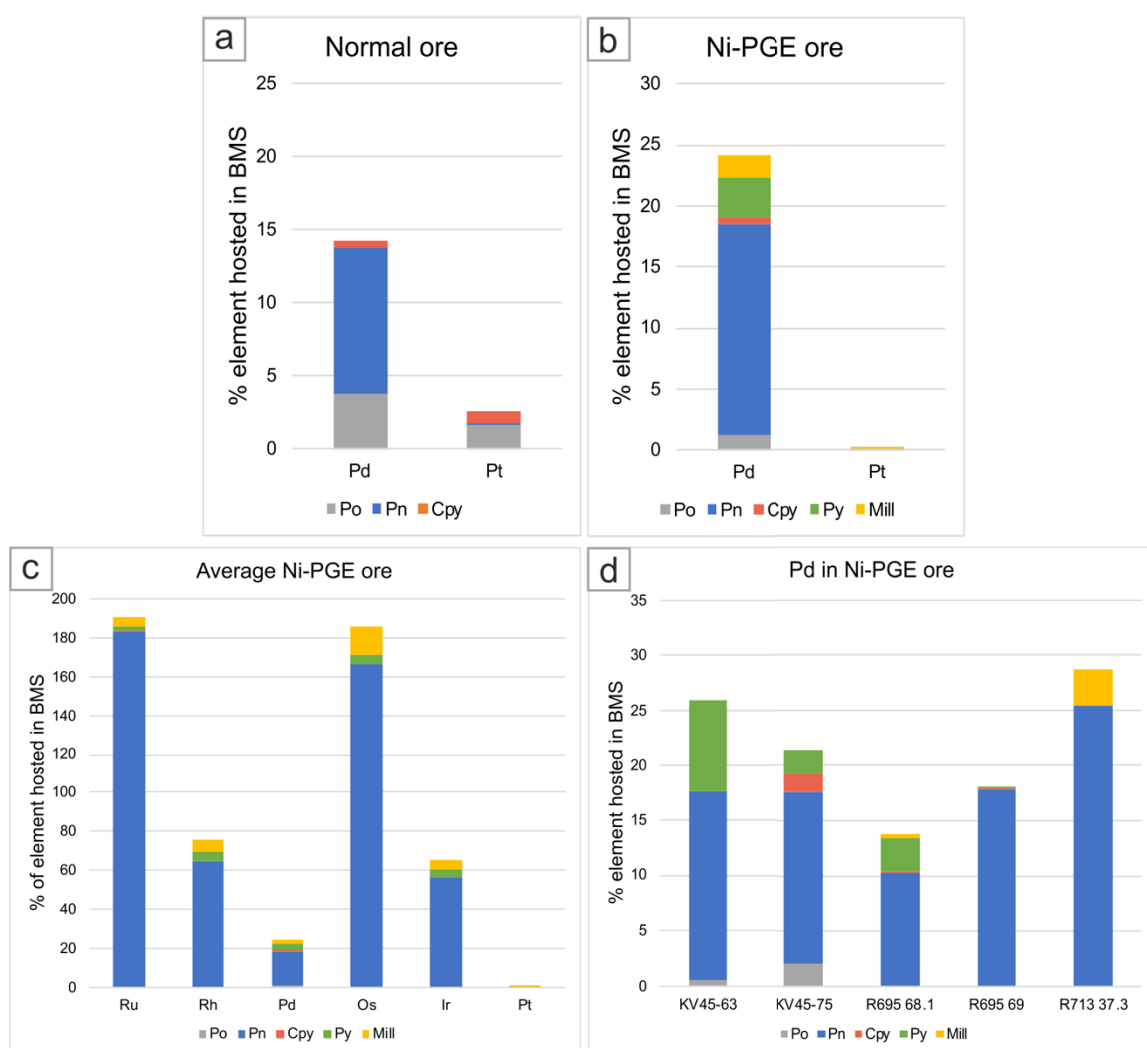 a
Normal ore
% element hosted in BMS
25
20
15
10
5
0
Pd
Pt
Po Pn Cpy
b
Ni-PGE ore
% element hosted in BMS
30
25
20
15
10
5
0
Pd
Pt
Po Pn Cpy Py Mill
c
Average Ni-PGE ore
% of element hosted in BMS
200
180
160
140
120
100
80
60
40
20
0
Ru Rh Pd Os Ir Pt
Po Pn Cpy Py Mill
d
Pd in Ni-PGE ore
% element hosted in BMS
35
30
25
20
15
10
5
0
KV45-63 KV45-75 R695 68.1 R695 69 R713 37.3
Po Pn Cpy Py Mill